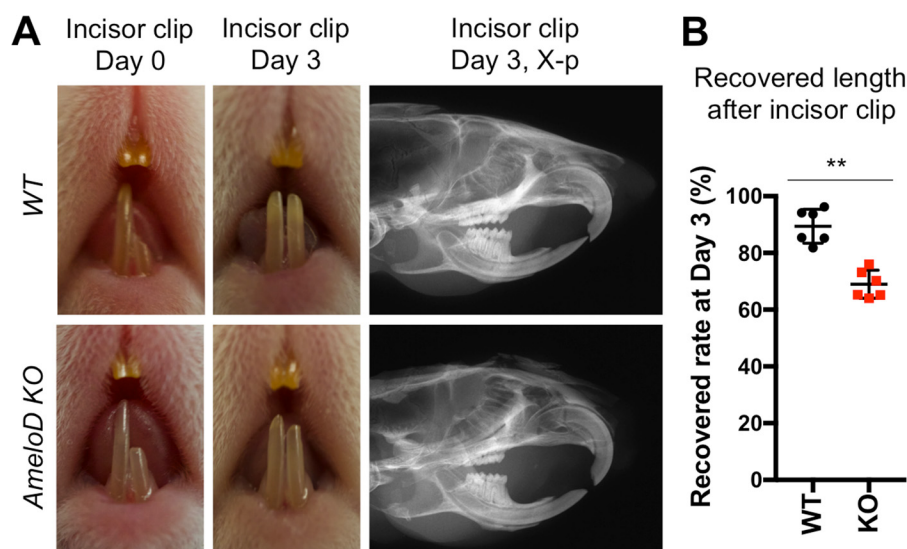 A
Incisor clip
Day 0
Incisor clip
Day 3
Incisor clip
Day 3, X-p
WT
AmeloD KO
B
Recovered length
after incisor clip
**
Recovered rate at Day 3 (%)
100
80
60
40
20
0
WT
KO